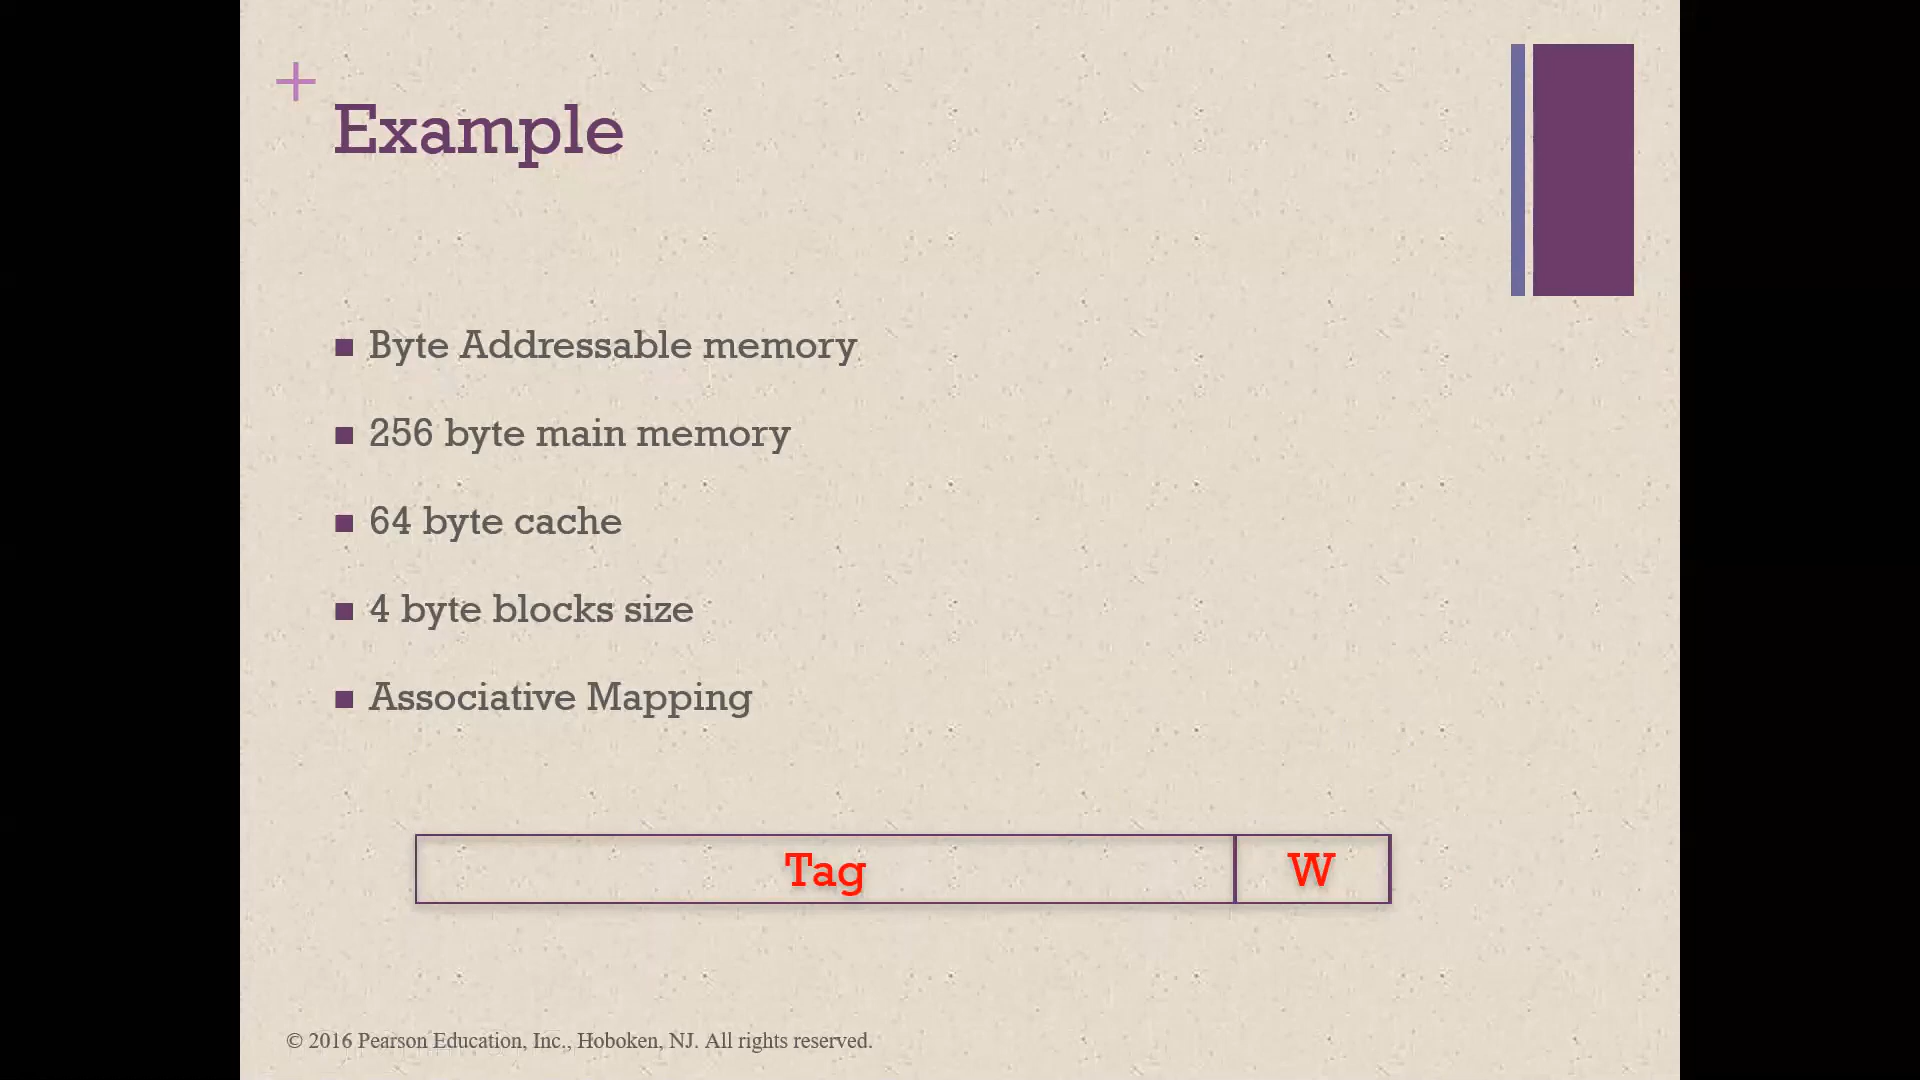 +
Example
■ Byte Addressable memory
■ 256 byte main memory
■ 64 byte cache
■ 4 byte blocks size
■ Associative Mapping
Tag W
© 2016 Pearson Education, Inc., Hoboken, NJ. All rights reserved.